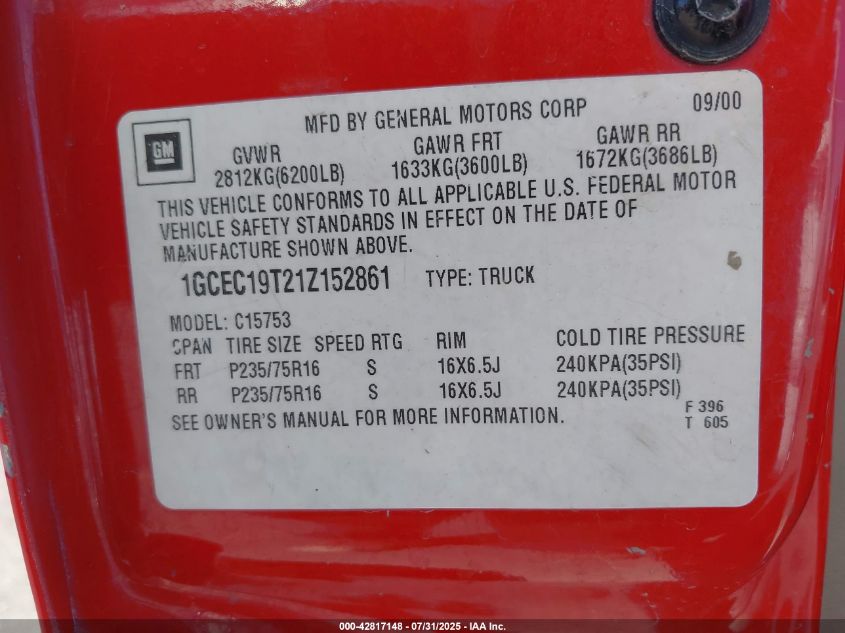 MFD BY GENERAL MOTORS CORP 09/00
GM
GVWR GAWR FRT GAWR RR
2812KG(6200LB) 1633KG(3600LB) 1672KG(3686LB)
THIS VEHICLE CONFORMS TO ALL APPLICABLE U.S. FEDERAL MOTOR
VEHICLE SAFETY STANDARDS IN EFFECT ON THE DATE OF
MANUFACTURE SHOWN ABOVE.
1GCEC19T21Z152861 TYPE: TRUCK
MODEL: C15753
SPAN TIRE SIZE SPEED RTG RIM COLD TIRE PRESSURE
FRT P235/75R16 S 16X6.5J 240KPA(35PSI)
RR P235/75R16 S 16X6.5J 240KPA(35PSI)
SEE OWNER'S MANUAL FOR MORE INFORMATION.
F 396
T 605
000-42817148 - 07/31/2025 - IAA Inc.